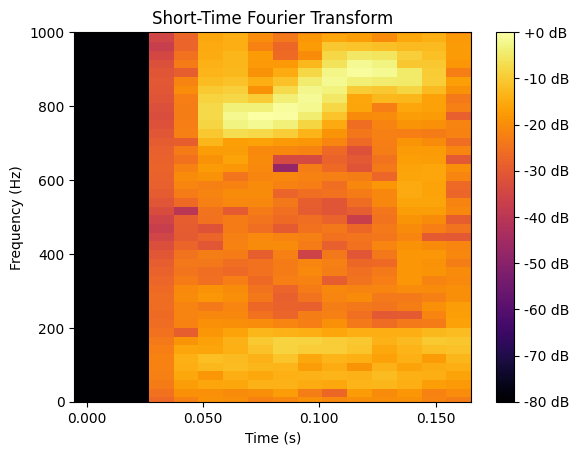 Short-Time Fourier Transform
1000
800
600
400
200
0
Frequency (Hz)
0.000
0.050
0.100
0.150
Time (s)
+0 dB
-10 dB
-20 dB
-30 dB
-40 dB
-50 dB
-60 dB
-70 dB
-80 dB